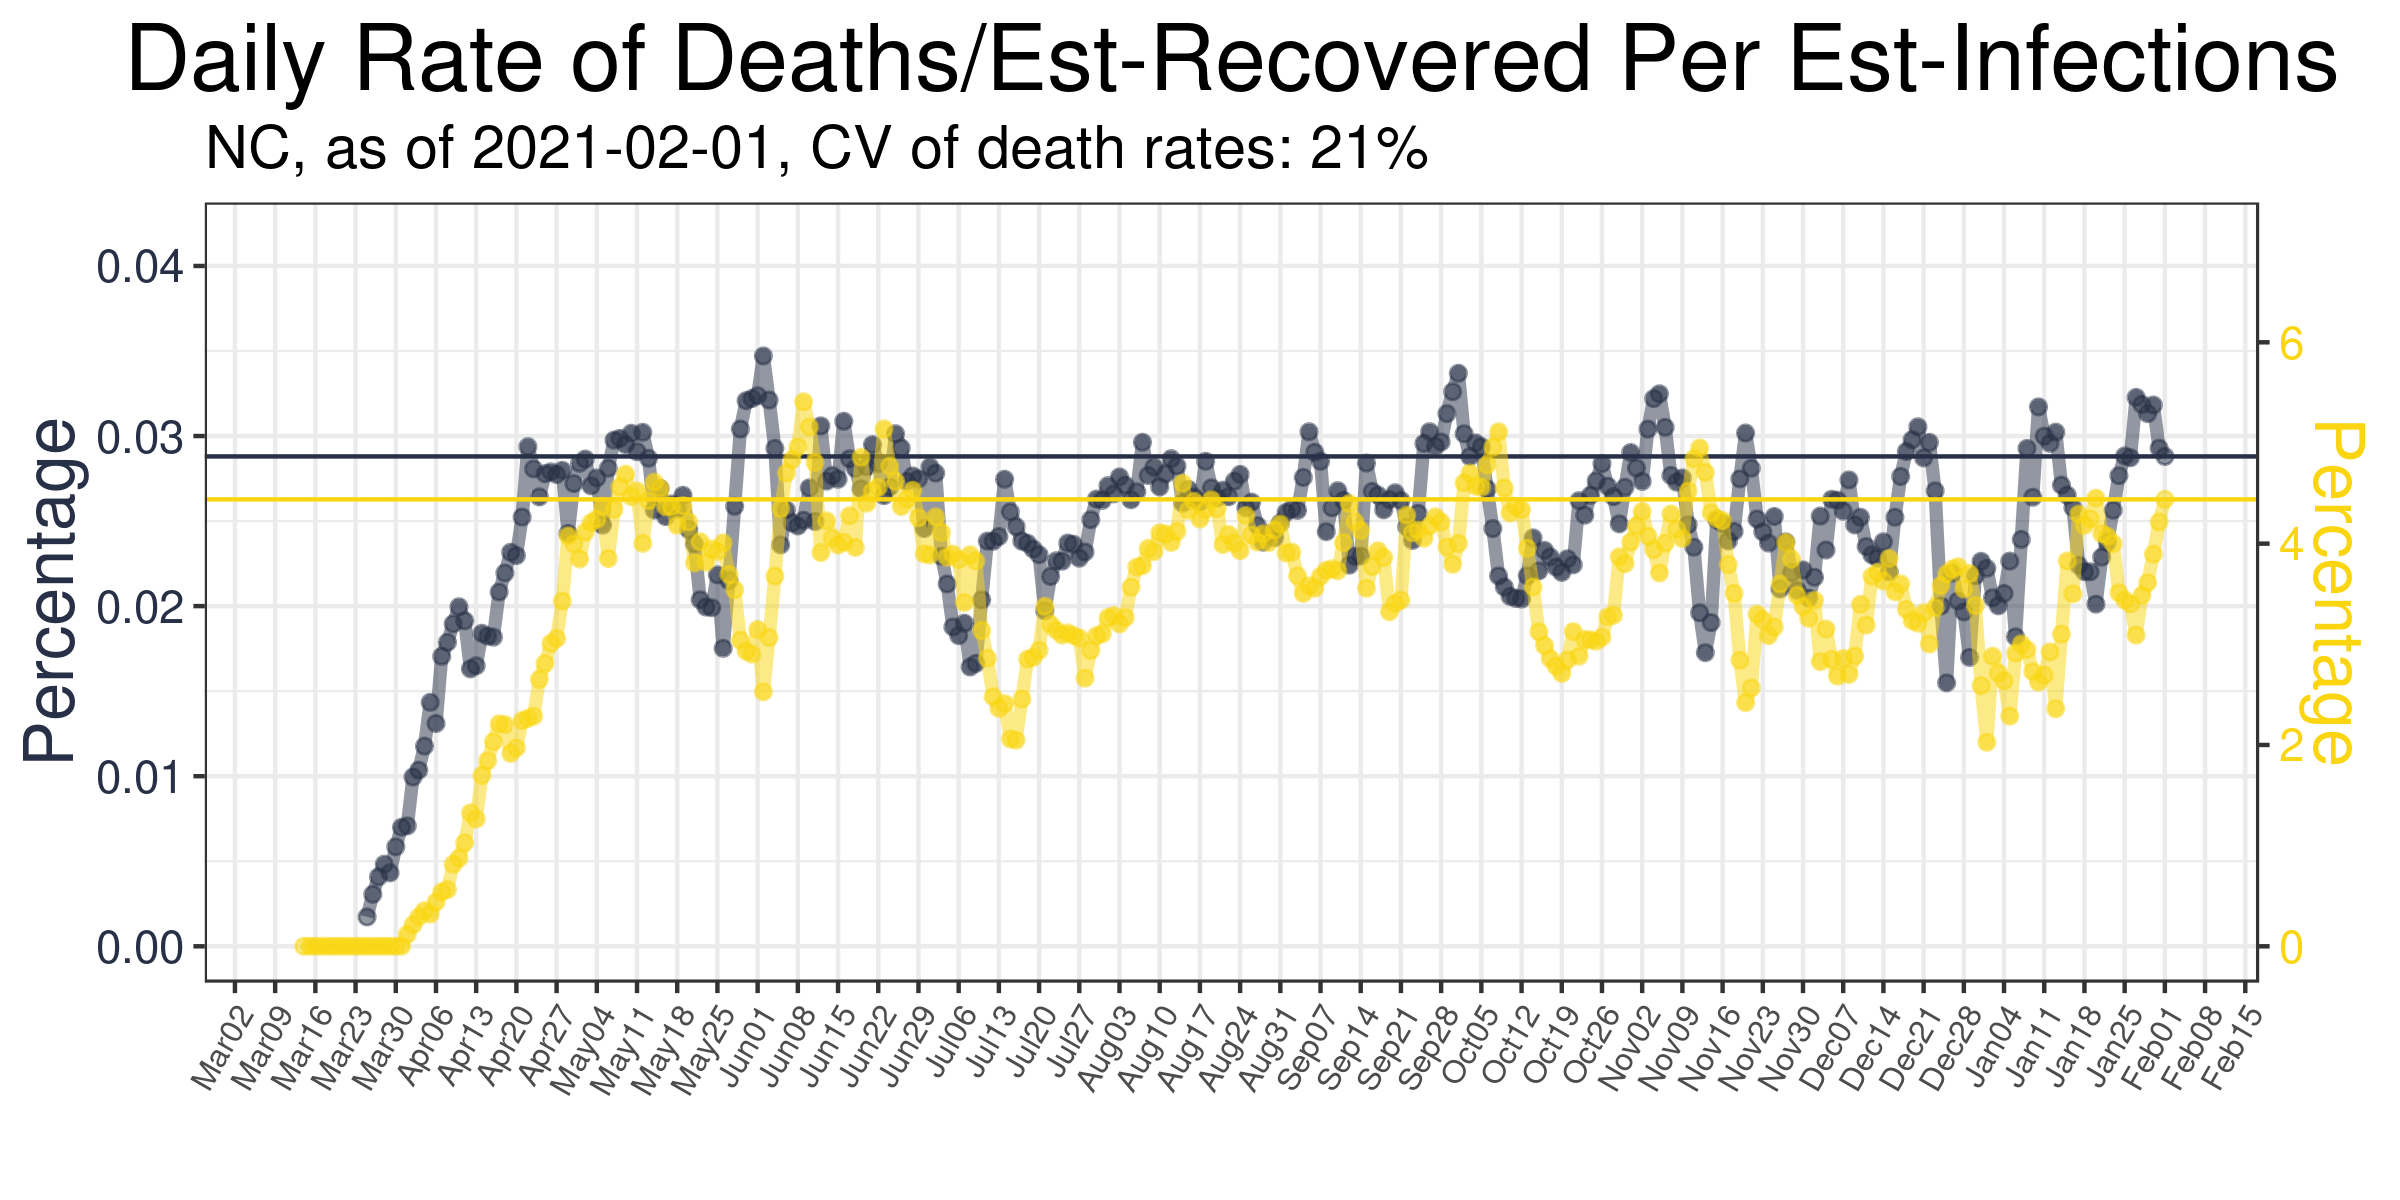 Daily Rate of Deaths/Est-Recovered Per Est-Infections
NC, as of 2021-02-01, CV of death rates: 21%
Percentage
0.04
0.03
0.02
0.01
0.00
6
4
2
0
Percentage
Mar02
Mar09
Mar16
Mar23
Mar30
Apr06
Apr13
Apr20
Apr27
May04
May11
May18
May25
Jun01
Jun08
Jun15
Jun22
Jun29
Jul06
Jul13
Jul20
Jul27
Aug03
Aug10
Aug17
Aug24
Aug31
Sep07
Sep14
Sep21
Sep28
Oct05
Oct12
Oct19
Oct26
Nov02
Nov09
Nov16
Nov23
Nov30
Dec07
Dec14
Dec21
Dec28
Jan04
Jan11
Jan18
Jan25
Feb01
Feb08
Feb15